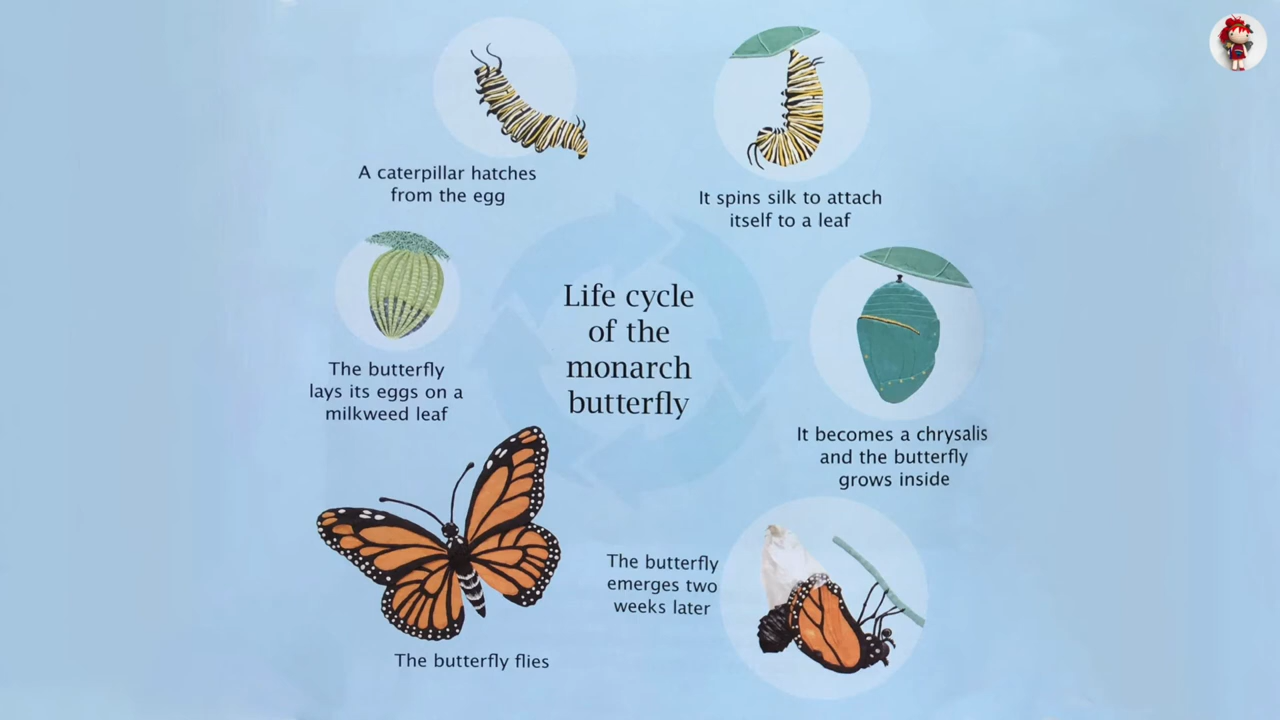 Life cycle
of the
monarch
butterfly
The butterfly
lays its eggs on a
milkweed leaf
A caterpillar hatches
from the egg
It spins silk to attach
itself to a leaf
It becomes a chrysalis
and the butterfly
grows inside
The butterfly
emerges two
weeks later
The butterfly flies